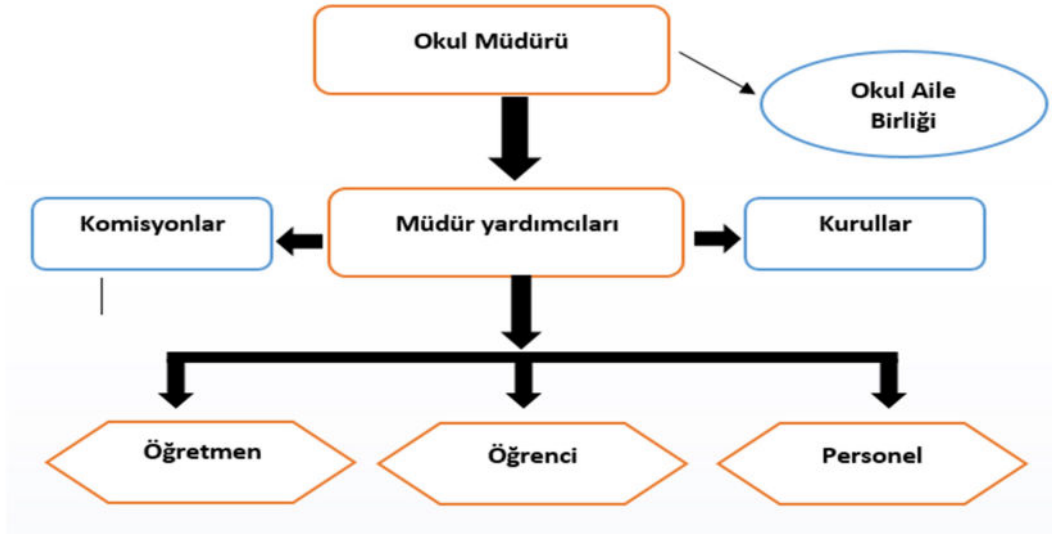 Okul Müdürü
Okul Aile
Birliği
Komisyonlar
Müdür yardımcıları
Kurullar
Öğretmen
Öğrenci
Personel